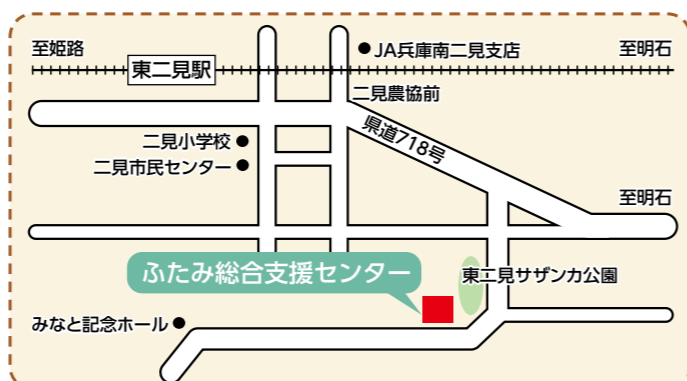 至姫路
JA兵庫南二見支店
至明石
東二見駅
二見農協前
県道718号
二見小学校
二見市民センター
至明石
ふたみ総合支援センター
東二見サザンカ公園
みなと記念ホール